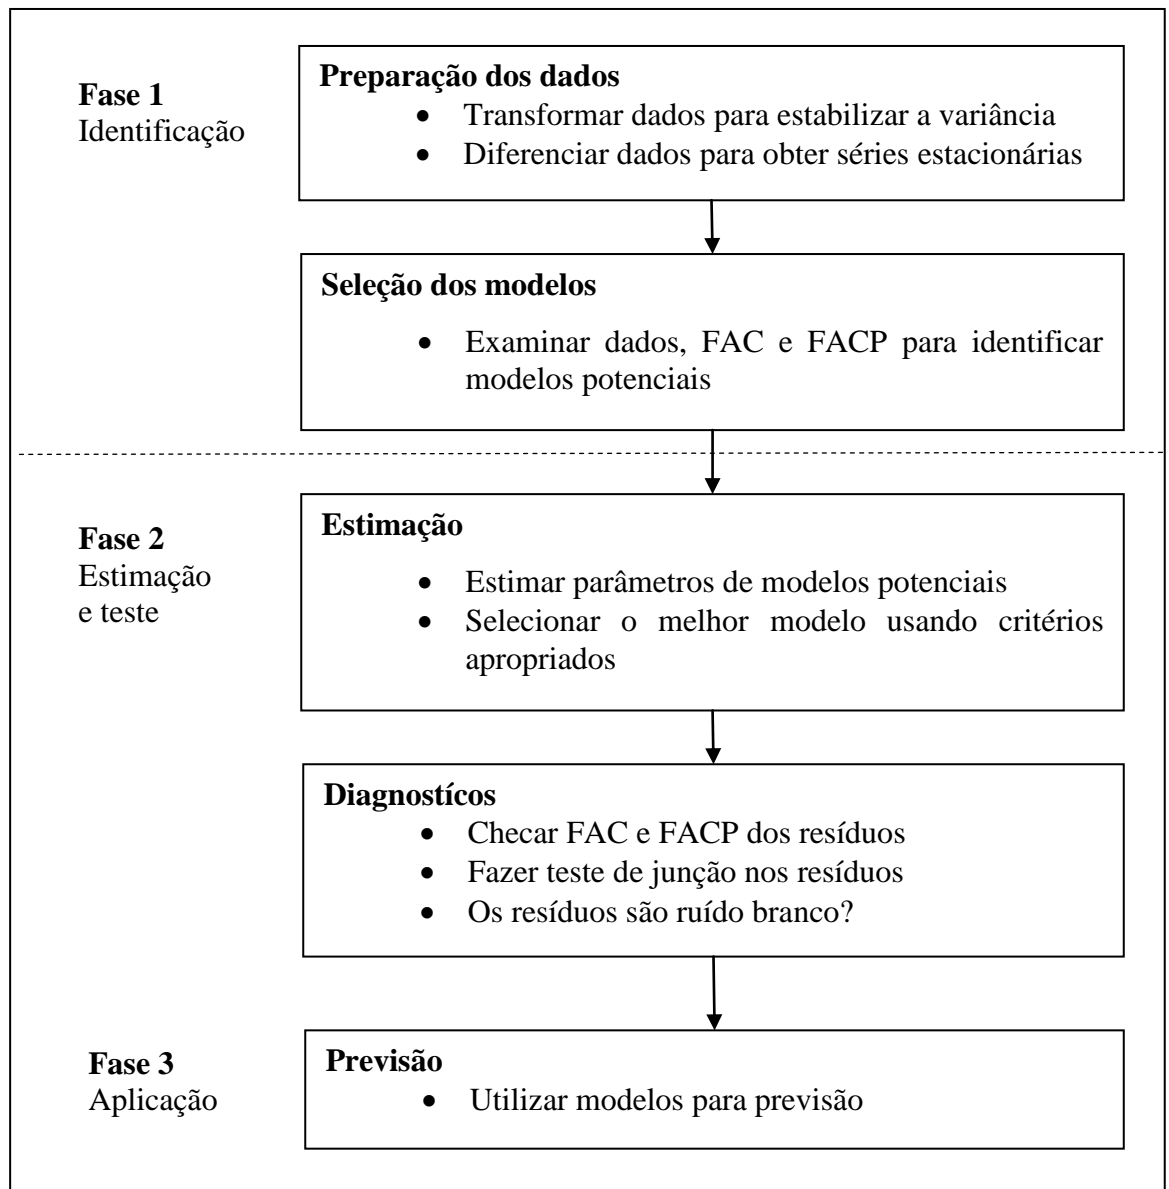 Fase 1
Identificação
Preparação dos dados
• Transformar dados para estabilizar a variância
• Diferenciar dados para obter séries estacionárias
Seleção dos modelos
• Examinar dados, FAC e FACP para identificar
modelos potenciais
Fase 2
Estimação
e teste
Estimação
• Estimar parâmetros de modelos potenciais
• Selecionar o melhor modelo usando critérios
apropriados
Diagnostícos
• Checar FAC e FACP dos resíduos
• Fazer teste de junção nos resíduos
• Os resíduos são ruído branco?
Fase 3
Aplicação
Previsão
• Utilizar modelos para previsão